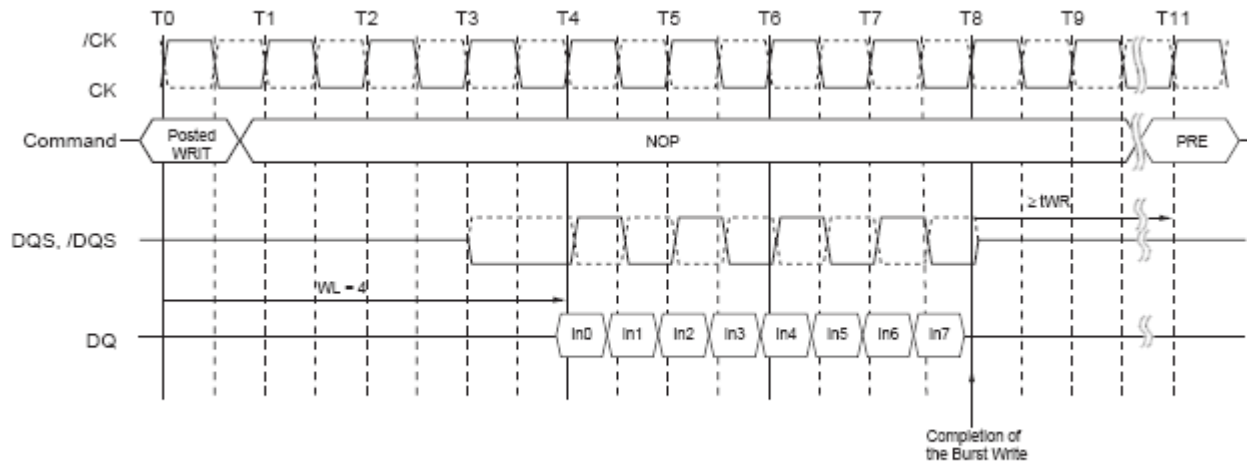 T0 T1 T2 T3 T4 T5 T6 T7 T8 T9 T11
/CK
CK
Command
Posted
WRIT
NOP
PRE
≥ tWR
DQS, /DQS
WL = 4
DQ
In0 In1 In2 In3 In4 In5 In6 In7
Completion of
the Burst Write